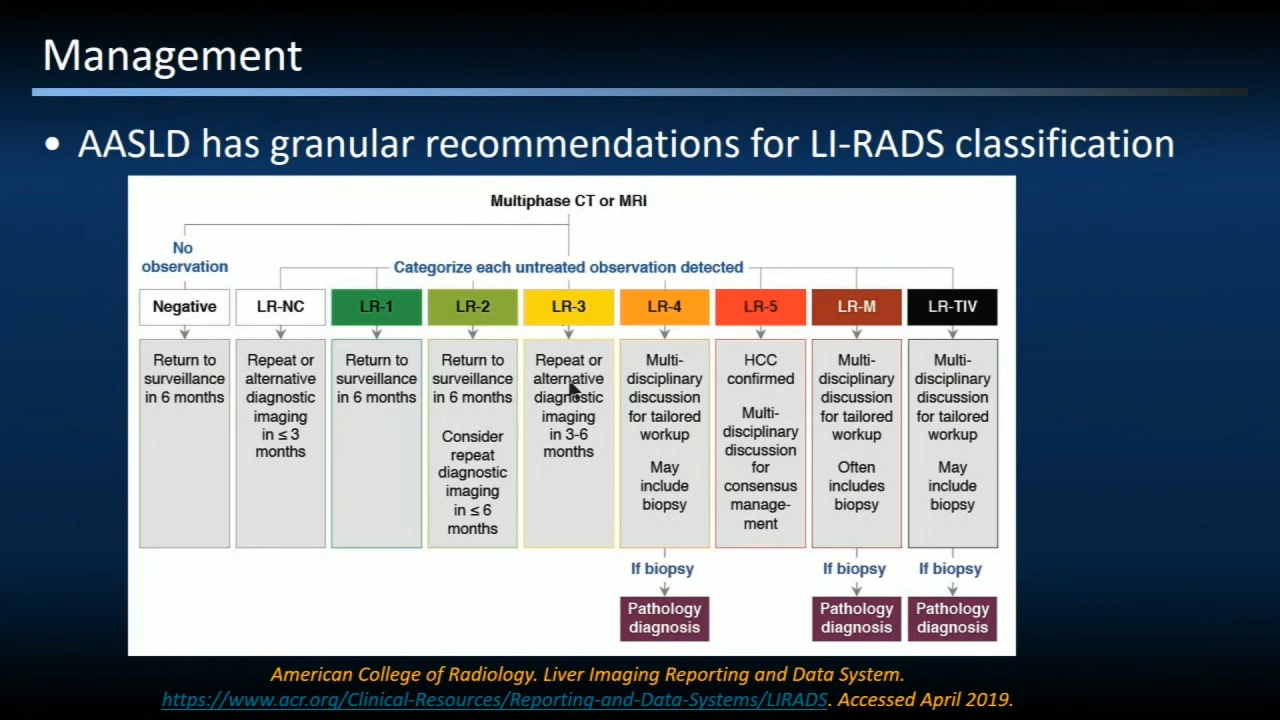 Management
• AASLD has granular recommendations for LI-RADS classification
Multiphase CT or MRI
No
observation
Categorize each untreated observation detected
Negative
LR-NC
LR-1
LR-2
LR-3
LR-4
LR-5
LR-M
LR-TIV
Return to
surveillance
in 6 months
Repeat or
alternative
diagnostic
imaging
in ≤ 3
months
Return to
surveillance
in 6 months
Return to
surveillance
in 6 months
Consider
repeat
diagnostic
imaging
in ≤ 6
months
Repeat or
alternative
diagnostic
imaging
in 3-6
months
Multi-
disciplinary
discussion
for tailored
workup
May
include
biopsy
HCC
confirmed
Multi-
disciplinary
discussion
for
consensus
manage-
ment
Multi-
disciplinary
discussion
for tailored
workup
Often
includes
biopsy
Multi-
disciplinary
discussion
for tailored
workup
May
include
biopsy
If biopsy
If biopsy
If biopsy
Pathology
diagnosis
Pathology
diagnosis
Pathology
diagnosis
American College of Radiology. Liver Imaging Reporting and Data System.
https://www.acr.org/Clinical-Resources/Reporting-and-Data-Systems/LIRADS. Accessed April 2019.